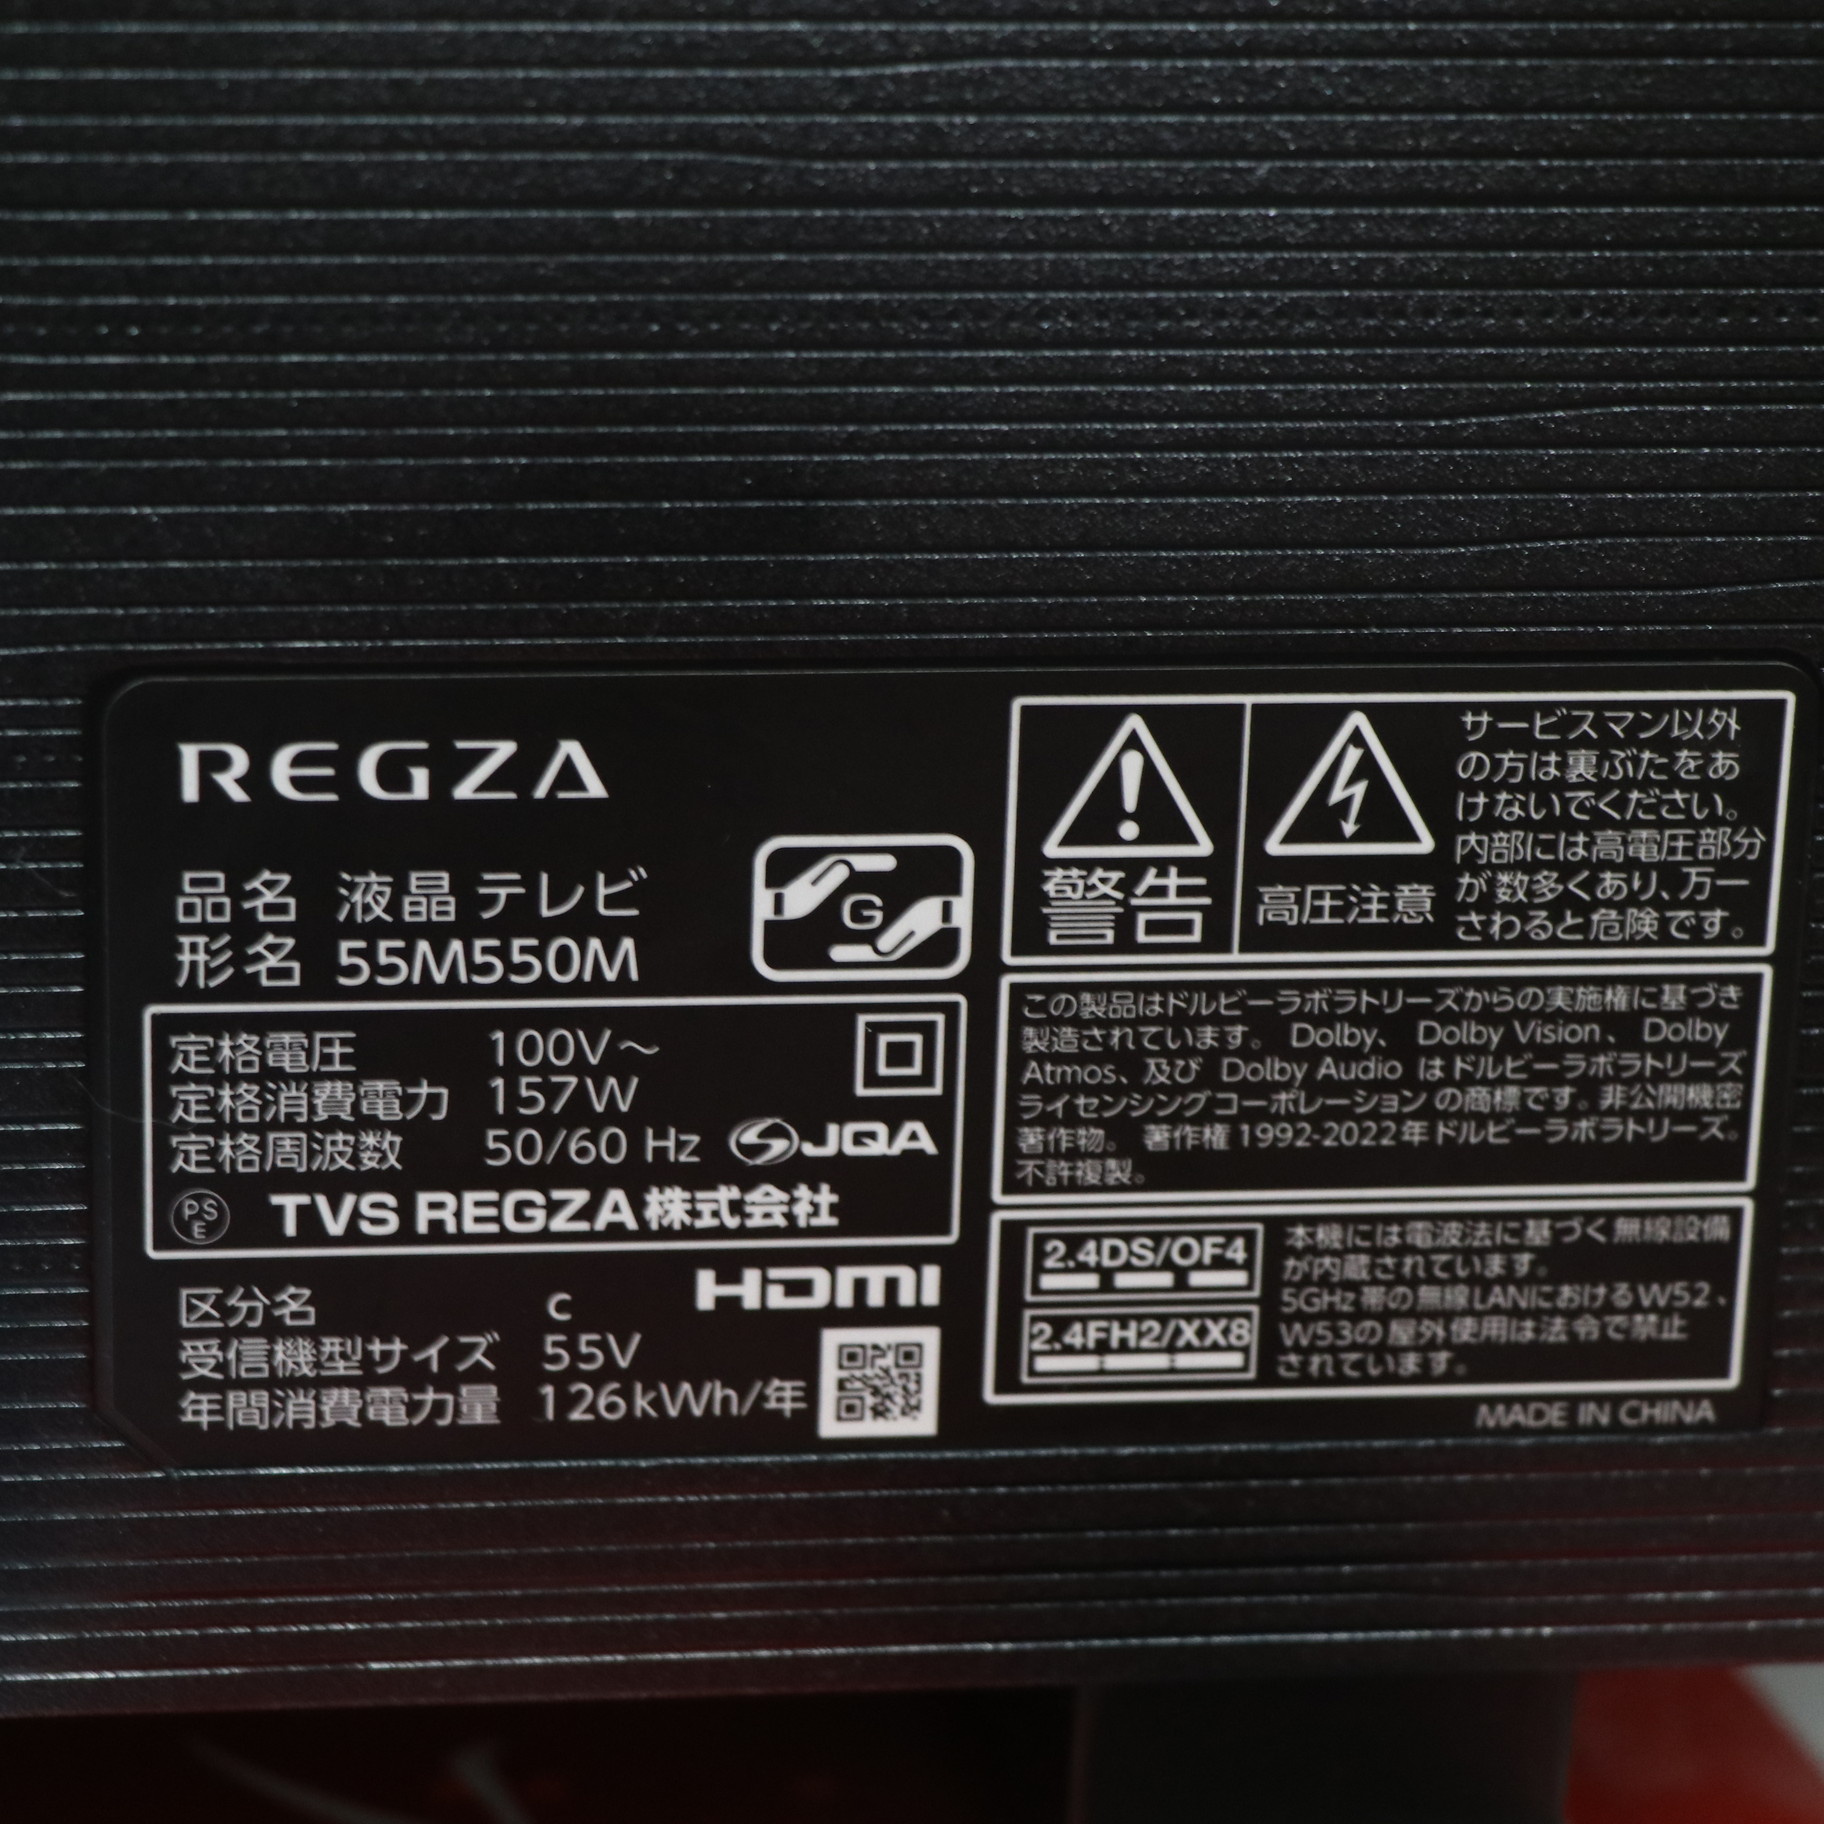 REGZA
品名 液晶テレビ
形名 55M550M
G
定格電圧 100V～
定格消費電力 157W
定格周波数 50/60 Hz
JQA
PSE
TVS REGZA株式会社
区分名 c
HDMI
受信機型サイズ 55V
年間消費電力量 126kWh/年
警告
高圧注意
サービスマン以外
の方は裏ぶたをあ
けないでください。
内部には高電圧部分
が数多くあり、万一
さわると危険です。
この製品はドルビーラボラトリーズからの実施権に基づき
製造されています。Dolby、Dolby Vision、Dolby
Atmos、及び Dolby Audio はドルビーラボラトリーズ
ライセンシングコーポレーションの商標です。非公開機密
著作物。 著作権 1992-2022年ドルビーラボラトリーズ。
不許複製。
2.4DS/OF4
2.4FH2/XX8
本機には電波法に基づく無線設備
が内蔵されています。
5GHz帯の無線LANにおけるW52、
W53の屋外使用は法令で禁止
されています。
MADE IN CHINA